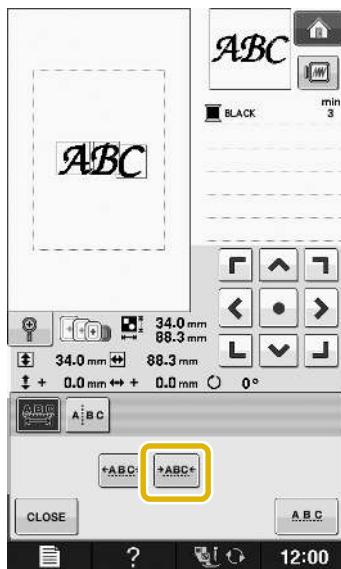 ABC
BLACK
min
3
ABC
34.0 mm
88.3 mm
34.0 mm 88.3 mm
+ 0.0 mm + 0.0 mm 0°
ABC A BC
ABC ABC
CLOSE ABC
? 12:00